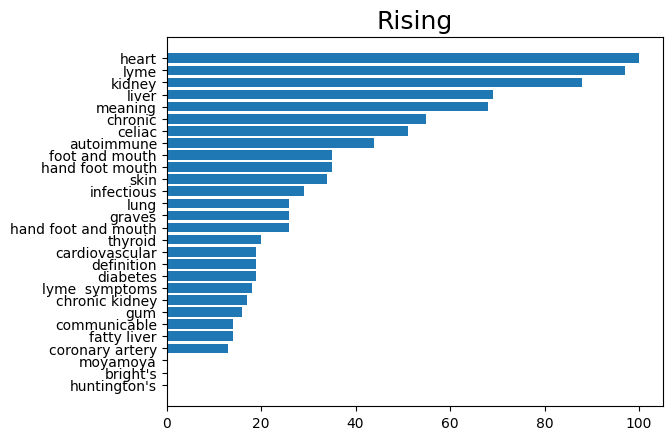 Rising
heart
lyme
kidney
liver
meaning
chronic
celiac
autoimmune
foot and mouth
hand foot mouth
skin
infectious
lung
graves
hand foot and mouth
thyroid
cardiovascular
definition
diabetes
lyme  symptoms
chronic kidney
gum
communicable
fatty liver
coronary artery
moyamoya
bright's
huntington's
0 20 40 60 80 100